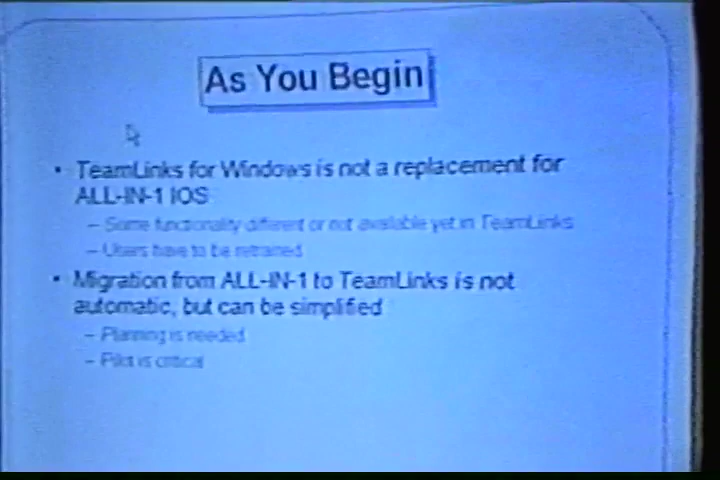 As You Begin
• TeamLinks for Windows is not a replacement for
ALL-IN-1 IOS
– Some functionality different or not available yet in TeamLinks
– Users have to be retrained
• Migration from ALL-IN-1 to TeamLinks is not
automatic, but can be simplified
– Planning is needed
– Pilot is critical